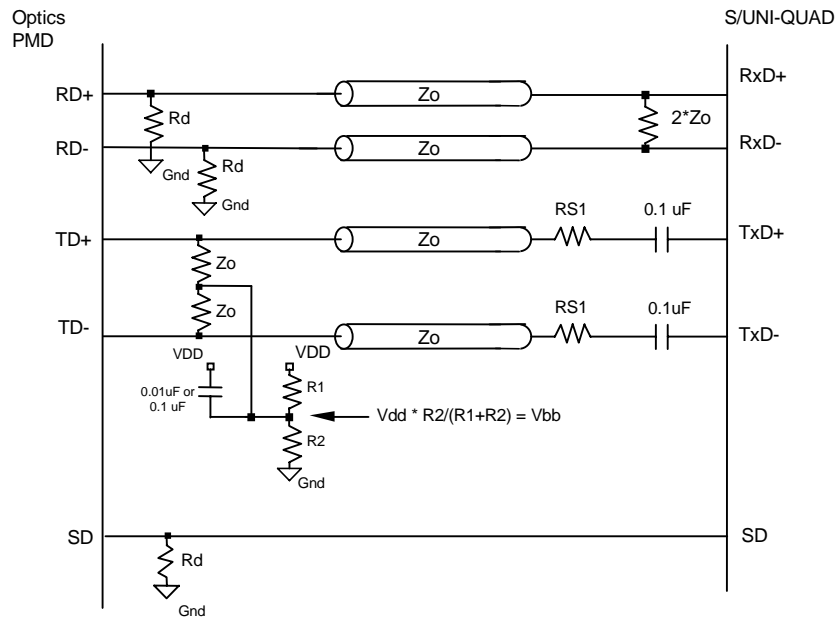 Optics
PMD
S/UNI-QUAD
RD+
Zo
RxD+
Rd
2*Zo
RD-
Zo
RxD-
Gnd
Rd
Gnd
RS1
0.1 uF
TD+
Zo
TxD+
Zo
Zo
RS1
0.1uF
TD-
Zo
TxD-
VDD
VDD
0.01uF or
0.1 uF
R1
Vdd * R2/(R1+R2) = Vbb
R2
Gnd
SD
SD
Rd
Gnd